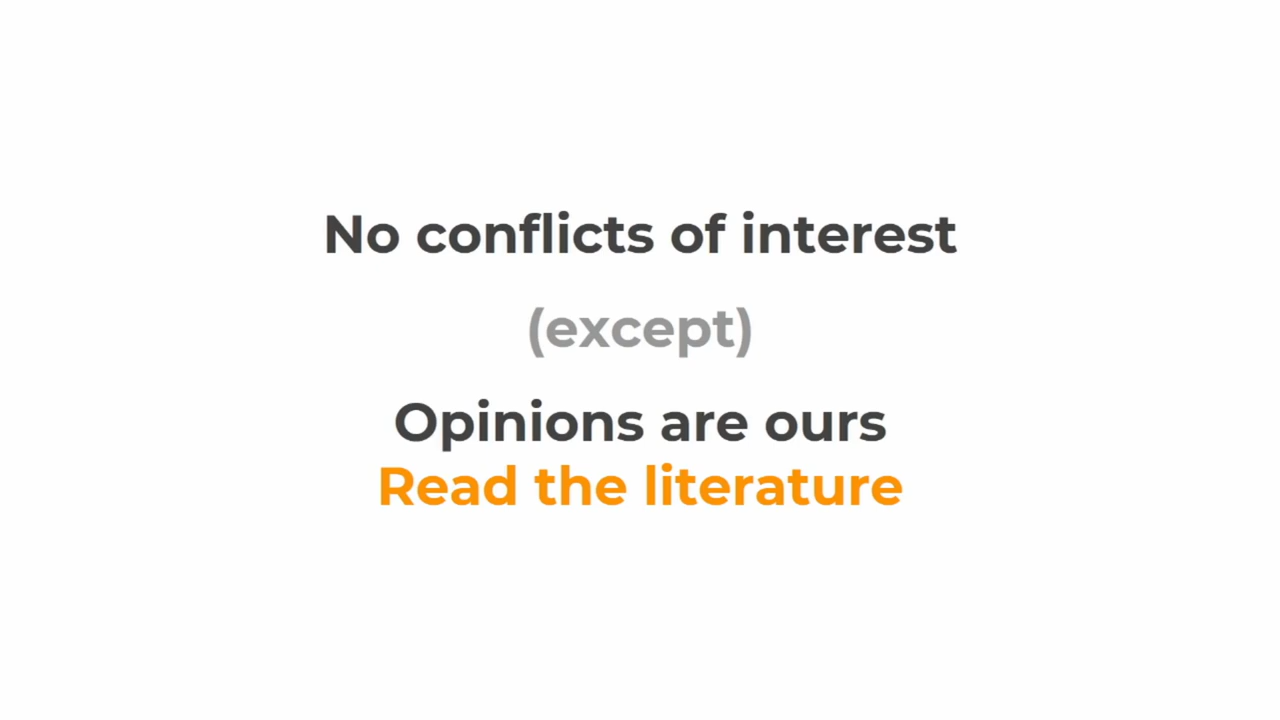 No conflicts of interest
(except)
Opinions are ours
Read the literature